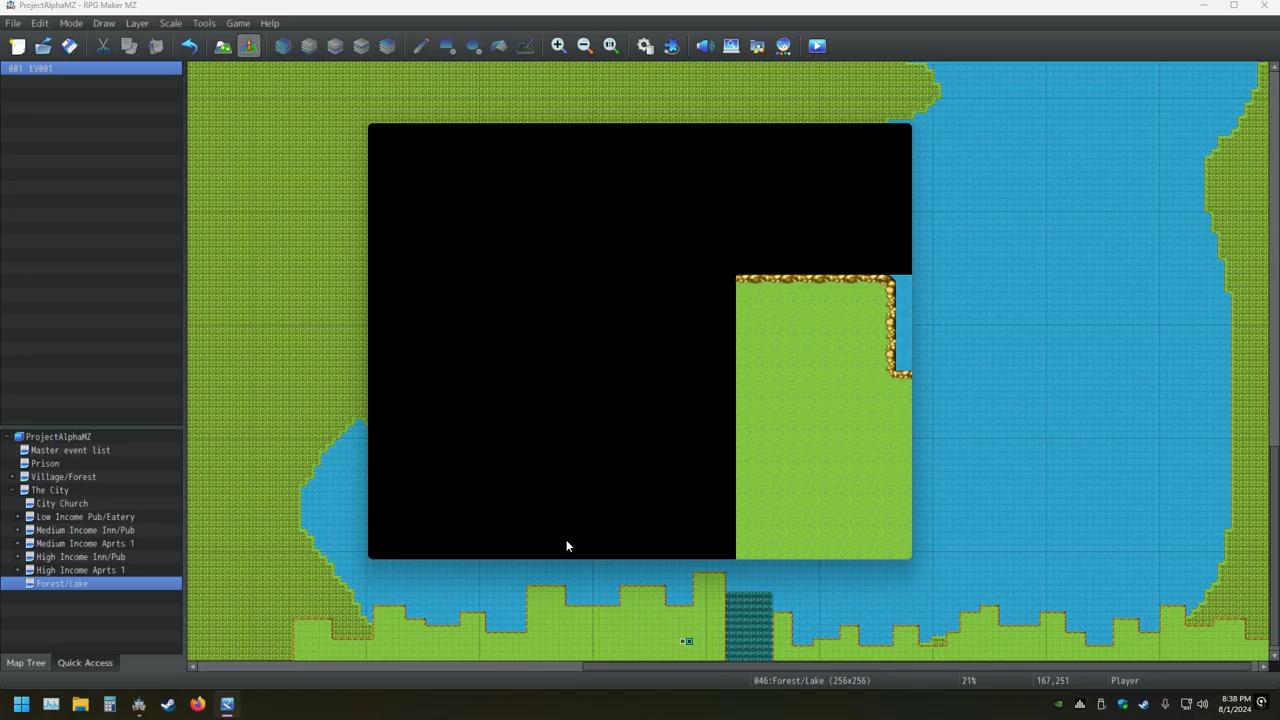 ProjectAlphaMZ - RPG Maker MZ
File Edit Mode Draw Layer Scale Tools Game Help
001 EV001
ProjectAlphaMZ
Master event list
Prison
Village/Forest
The City
City Church
Low Income Pub/Eatery
Medium Income Inn/Pub
Medium Income Aprts 1
High Income Inn/Pub
High Income Aprts 1
Forest/Lake
Map Tree Quick Access
046:Forest/Lake (256x256) 21% 167,251 Player
8:38 PM
8/1/2024